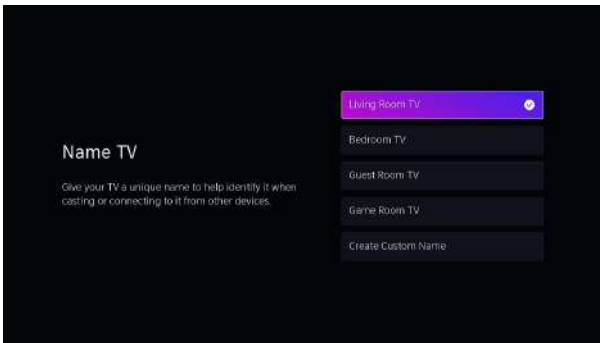 Name TV
Give your TV a unique name to help identify it when
casting or connecting to it from other devices.
Living Room TV
Bedroom TV
Guest Room TV
Game Room TV
Create Custom Name